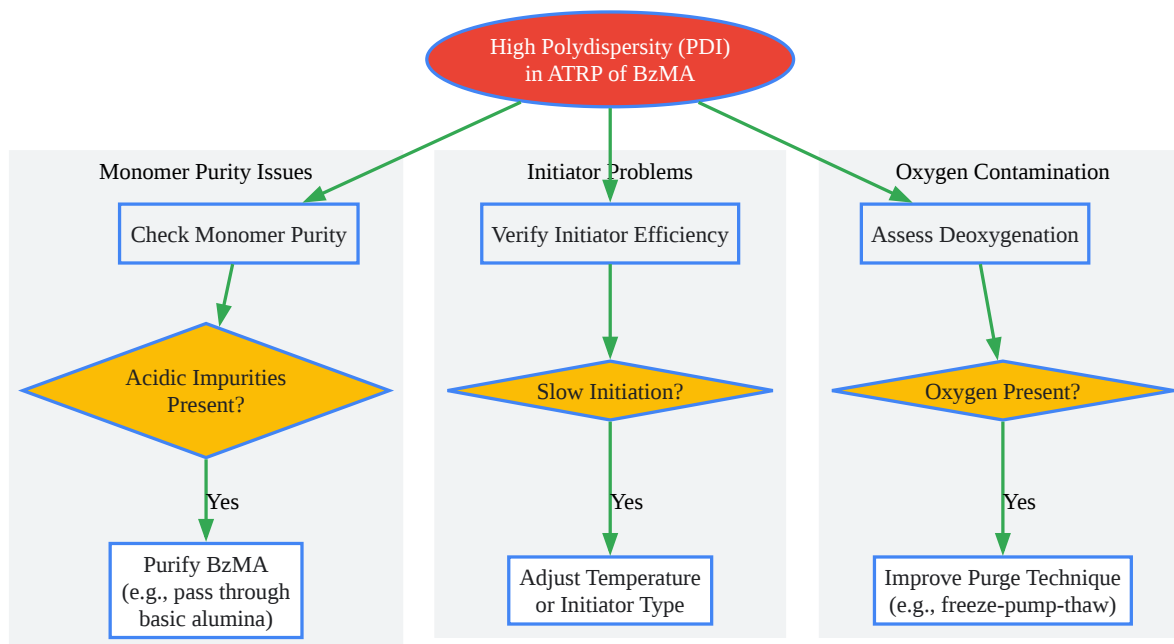 High Polydispersity (PDI)
in ATRP of BzMA
Monomer Purity Issues
Initiator Problems
Oxygen Contamination
Check Monomer Purity
Verify Initiator Efficiency
Assess Deoxygenation
Acidic Impurities
Present?
Slow Initiation?
Oxygen Present?
Yes
Yes
Yes
Purify BzMA
(e.g., pass through
basic alumina)
Adjust Temperature
or Initiator Type
Improve Purge Technique
(e.g., freeze-pump-thaw)